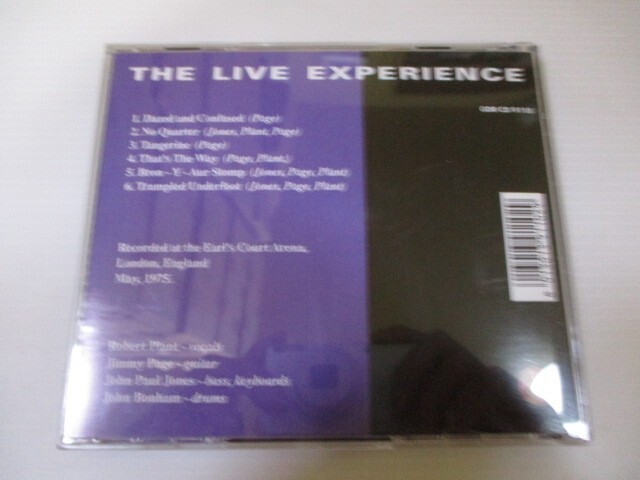 THE LIVE EXPERIENCE
1. Dazed and Confused (Page)
2. No Quarter (Jones, Plant, Page)
3. Tangerine (Page)
4. That's The Way (Page, Plant,)
5. Bron-Y-Aur Stomp (Jones, Page, Plant)
6. Trampled Underfoot (Jones, Page, Plant)
Recorded at the Earl's Court Arena,
London, England
May, 1975.
Robert Plant - vocals
Jimmy Page - guitar
John Paul Jones - bass, keyboards
John Bonham - drums